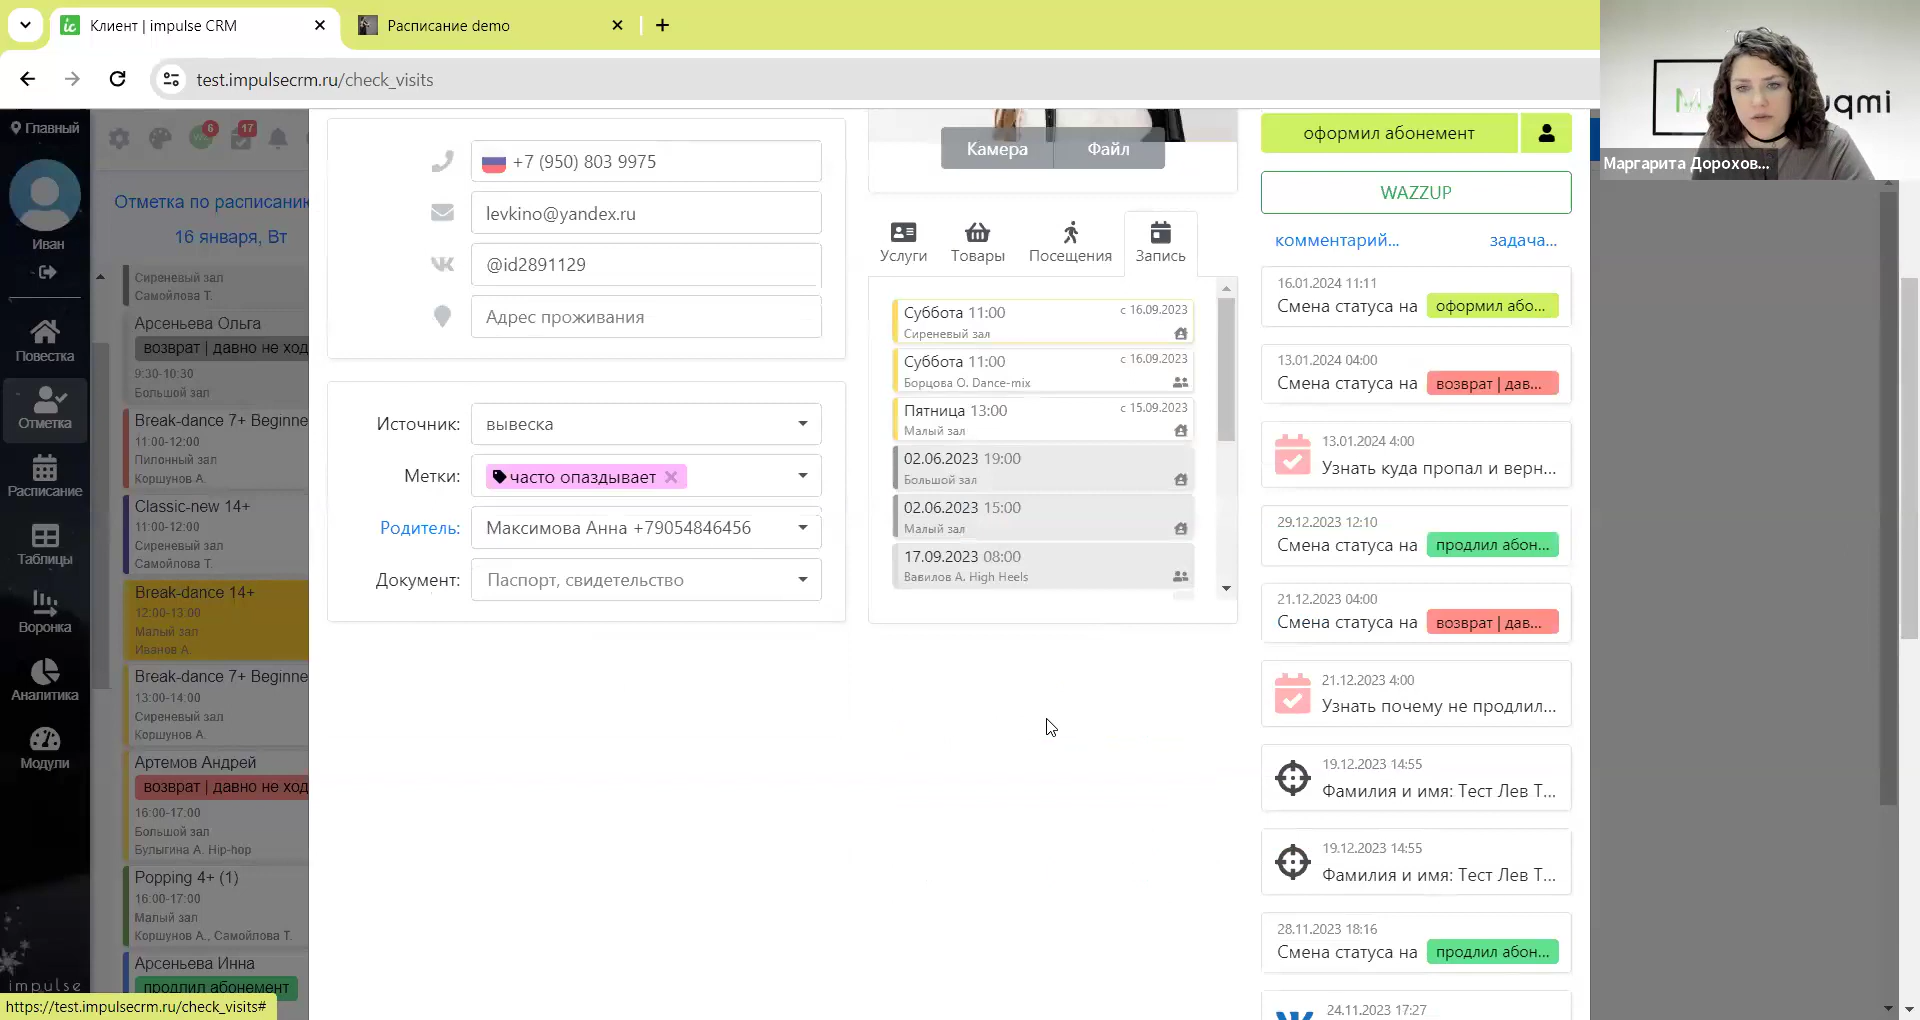 Клиент | impulse CRM
Расписание demo
test.impulsecrm.ru/check_visits
Маргарита Дорохов...
Главный
6
17
Иван
Повестка
Отметка
Расписание
Таблицы
Воронка
Аналитика
Модули
impulse
Отметка по расписанию
16 января, Вт
Сиреневый зал
Самойлова Т.
Арсеньева Ольга
возврат | давно не ход
9:30-10:30
Большой зал
Break-dance 7+ Beginne
11:00-12:00
Пилонный зал
Коршунов А.
Classic-new 14+
11:00-12:00
Сиреневый зал
Самойлова Т.
Break-dance 14+
12:00-13:00
Малый зал
Иванов А.
Break-dance 7+ Beginne
13:00-14:00
Сиреневый зал
Коршунов А.
Артемов Андрей
возврат | давно не ход
16:00-17:00
Большой зал
Булыгина А. Hip-hop
Popping 4+ (1)
16:00-17:00
Малый зал
Коршунов А., Самойлова Т.
Арсеньева Инна
продлил абонемент
https://test.impulsecrm.ru/check_visits#
+7 (950) 803 9975
levkino@yandex.ru
@id2891129
Адрес проживания
Источник: вывеска
Метки: часто опаздывает
Родитель: Максимова Анна +79054846456
Документ: Паспорт, свидетельство
Камера Файл
Услуги Товары Посещения Запись
Суббота 11:00 с 16.09.2023
Сиреневый зал
Суббота 11:00 с 16.09.2023
Борцова О. Dance-mix
Пятница 13:00 с 15.09.2023
Малый зал
02.06.2023 19:00
Большой зал
02.06.2023 15:00
Малый зал
17.09.2023 08:00
Вавилов А. High Heels
оформил абонемент
WAZZUP
комментарий... задача...
16.01.2024 11:11
Смена статуса на оформил або...
13.01.2024 04:00
Смена статуса на возврат | дав...
13.01.2024 4:00
Узнать куда пропал и верн...
29.12.2023 12:10
Смена статуса на продлил абон...
21.12.2023 04:00
Смена статуса на возврат | дав...
21.12.2023 4:00
Узнать почему не продлил...
19.12.2023 14:55
Фамилия и имя: Тест Лев Т...
19.12.2023 14:55
Фамилия и имя: Тест Лев Т...
28.11.2023 18:16
Смена статуса на продлил абон...
24.11.2023 17:27